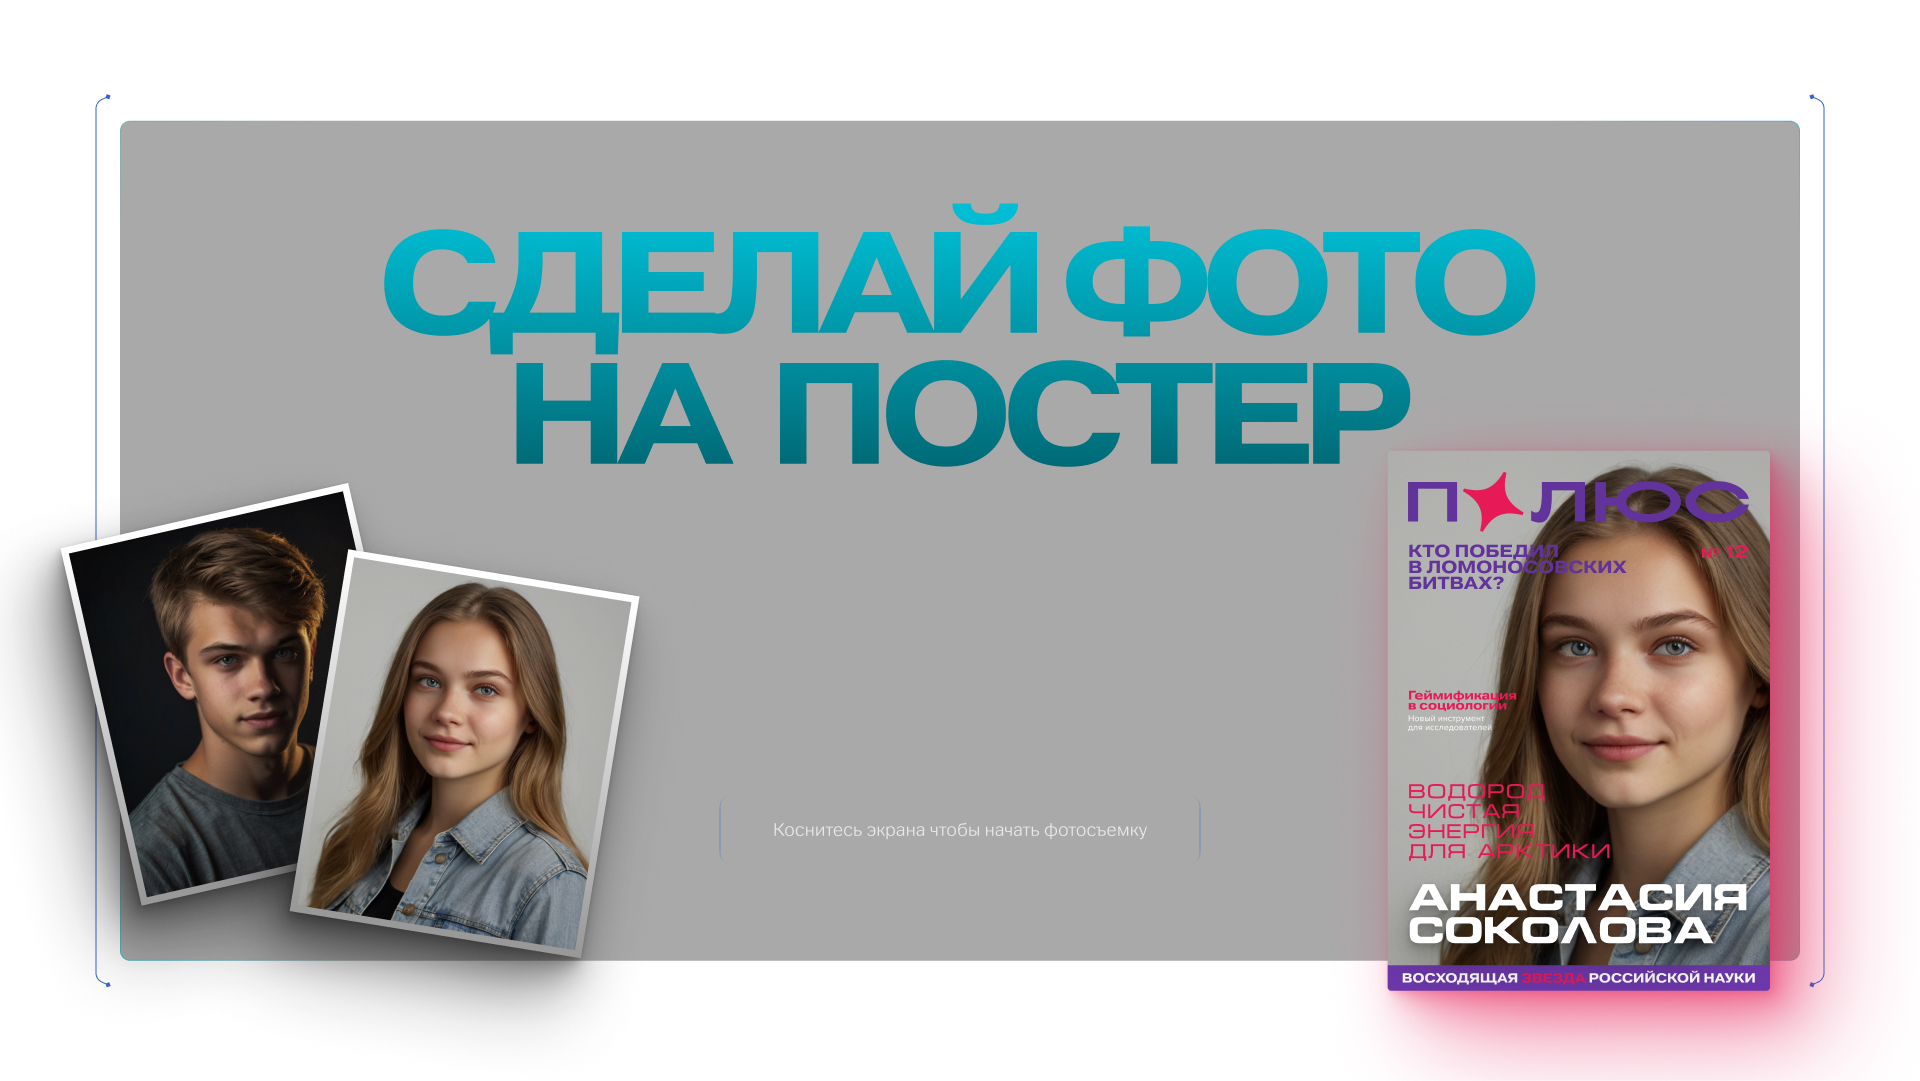 СДЕЛАЙ ФОТО
НА ПОСТЕР
Коснитесь экрана чтобы начать фотосъемку
П ЛЮС
КТО ПОБЕДИЛ
В ЛОМОНОСОВСКИХ
БИТВАХ?
№ 12
Геймификация
в социологии
Новый инструмент
для исследователей
ВОДОРОД
ЧИСТАЯ
ЭНЕРГИЯ
ДЛЯ АРКТИКИ
АНАСТАСИЯ
СОКОЛОВА
ВОСХОДЯЩАЯ ЗВЕЗДА РОССИЙСКОЙ НАУКИ